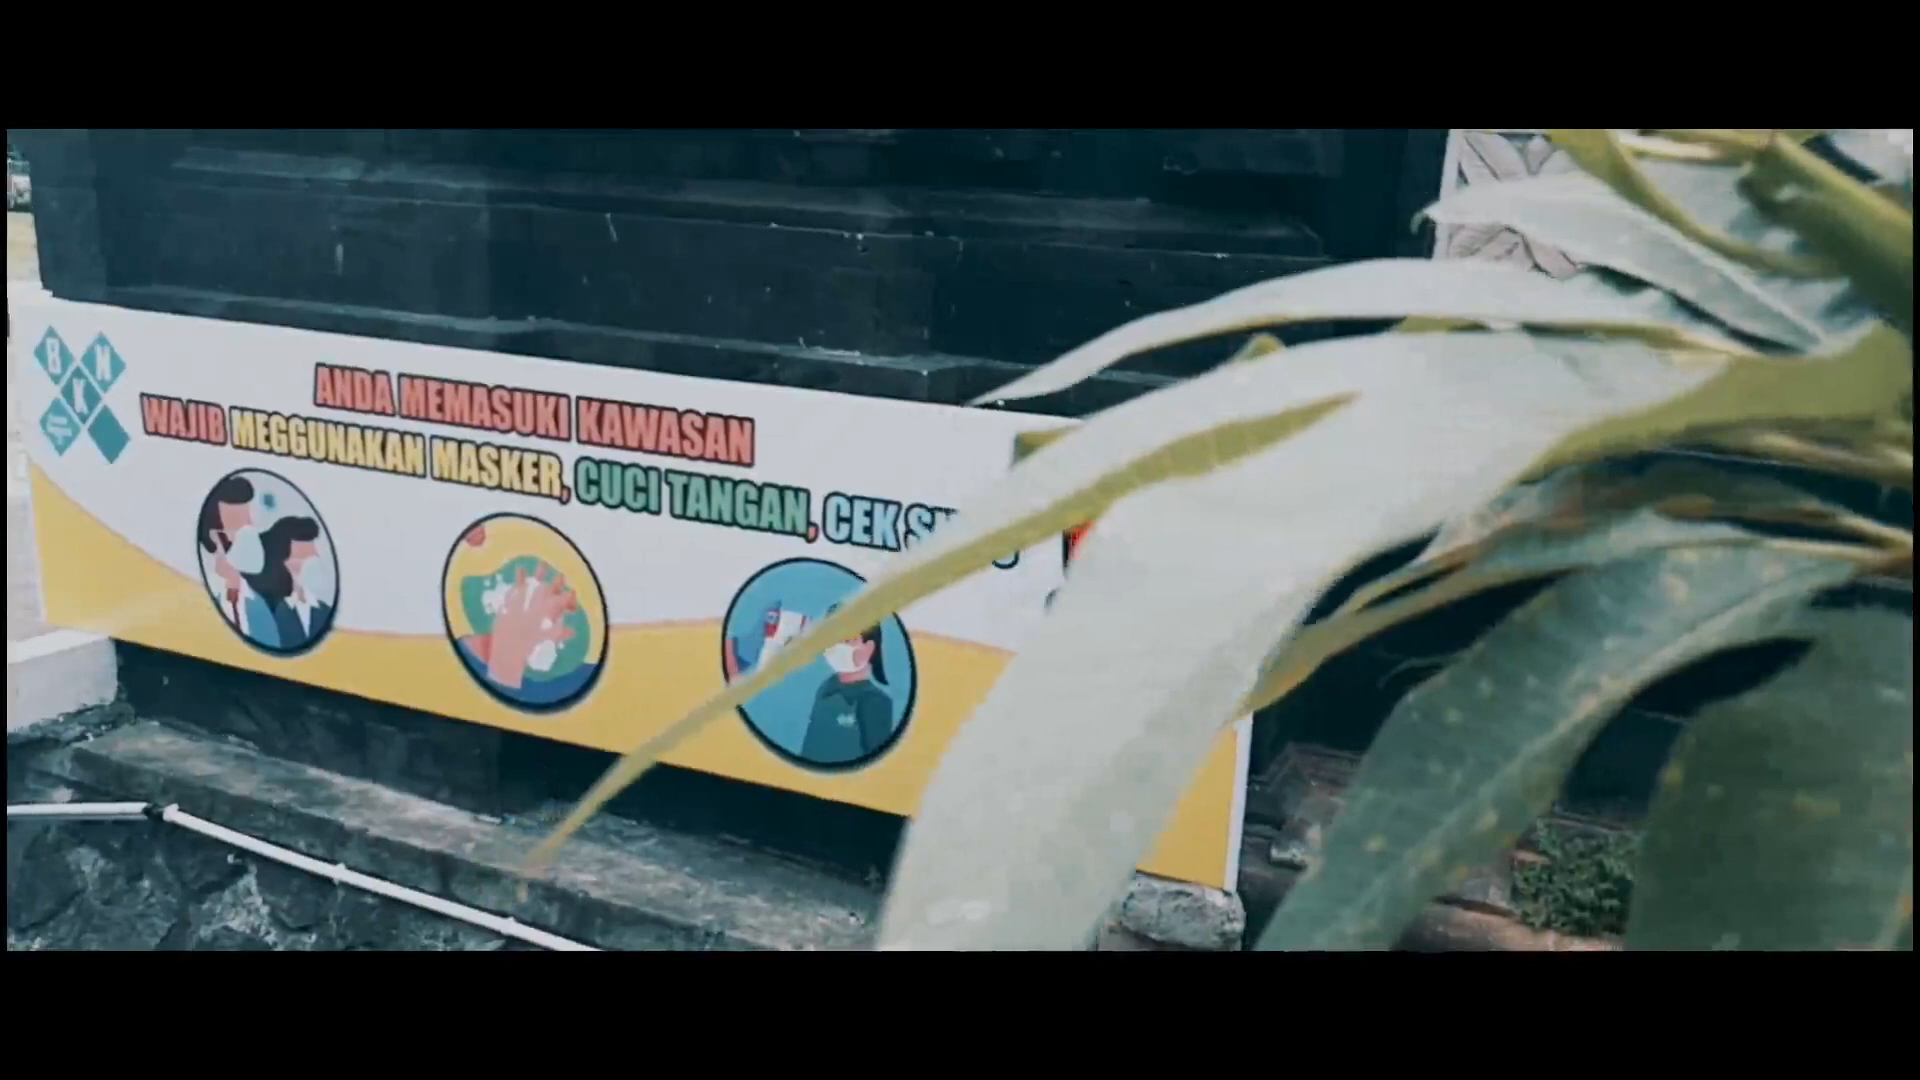 B M
K
ANDA MEMASUKI KAWASAN
WAJIB MEGGUNAKAN MASKER, CUCI TANGAN, CEK